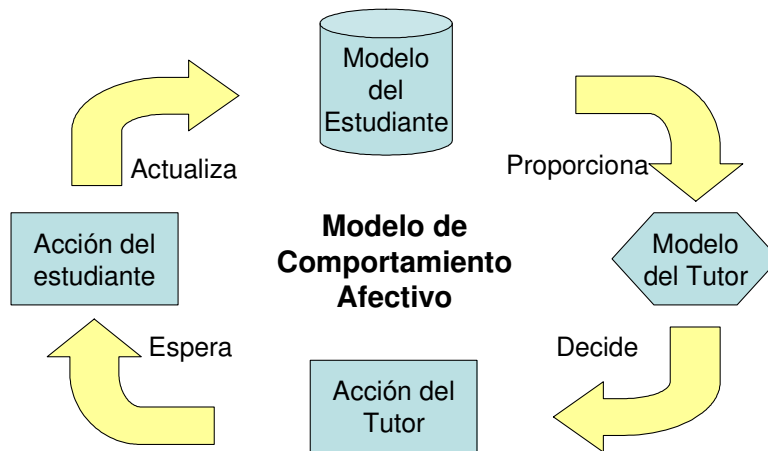 Modelo
del
Estudiante
Actualiza
Proporciona
Acción del
estudiante
Modelo de
Comportamiento
Afectivo
Modelo
del Tutor
Espera
Decide
Acción del
Tutor